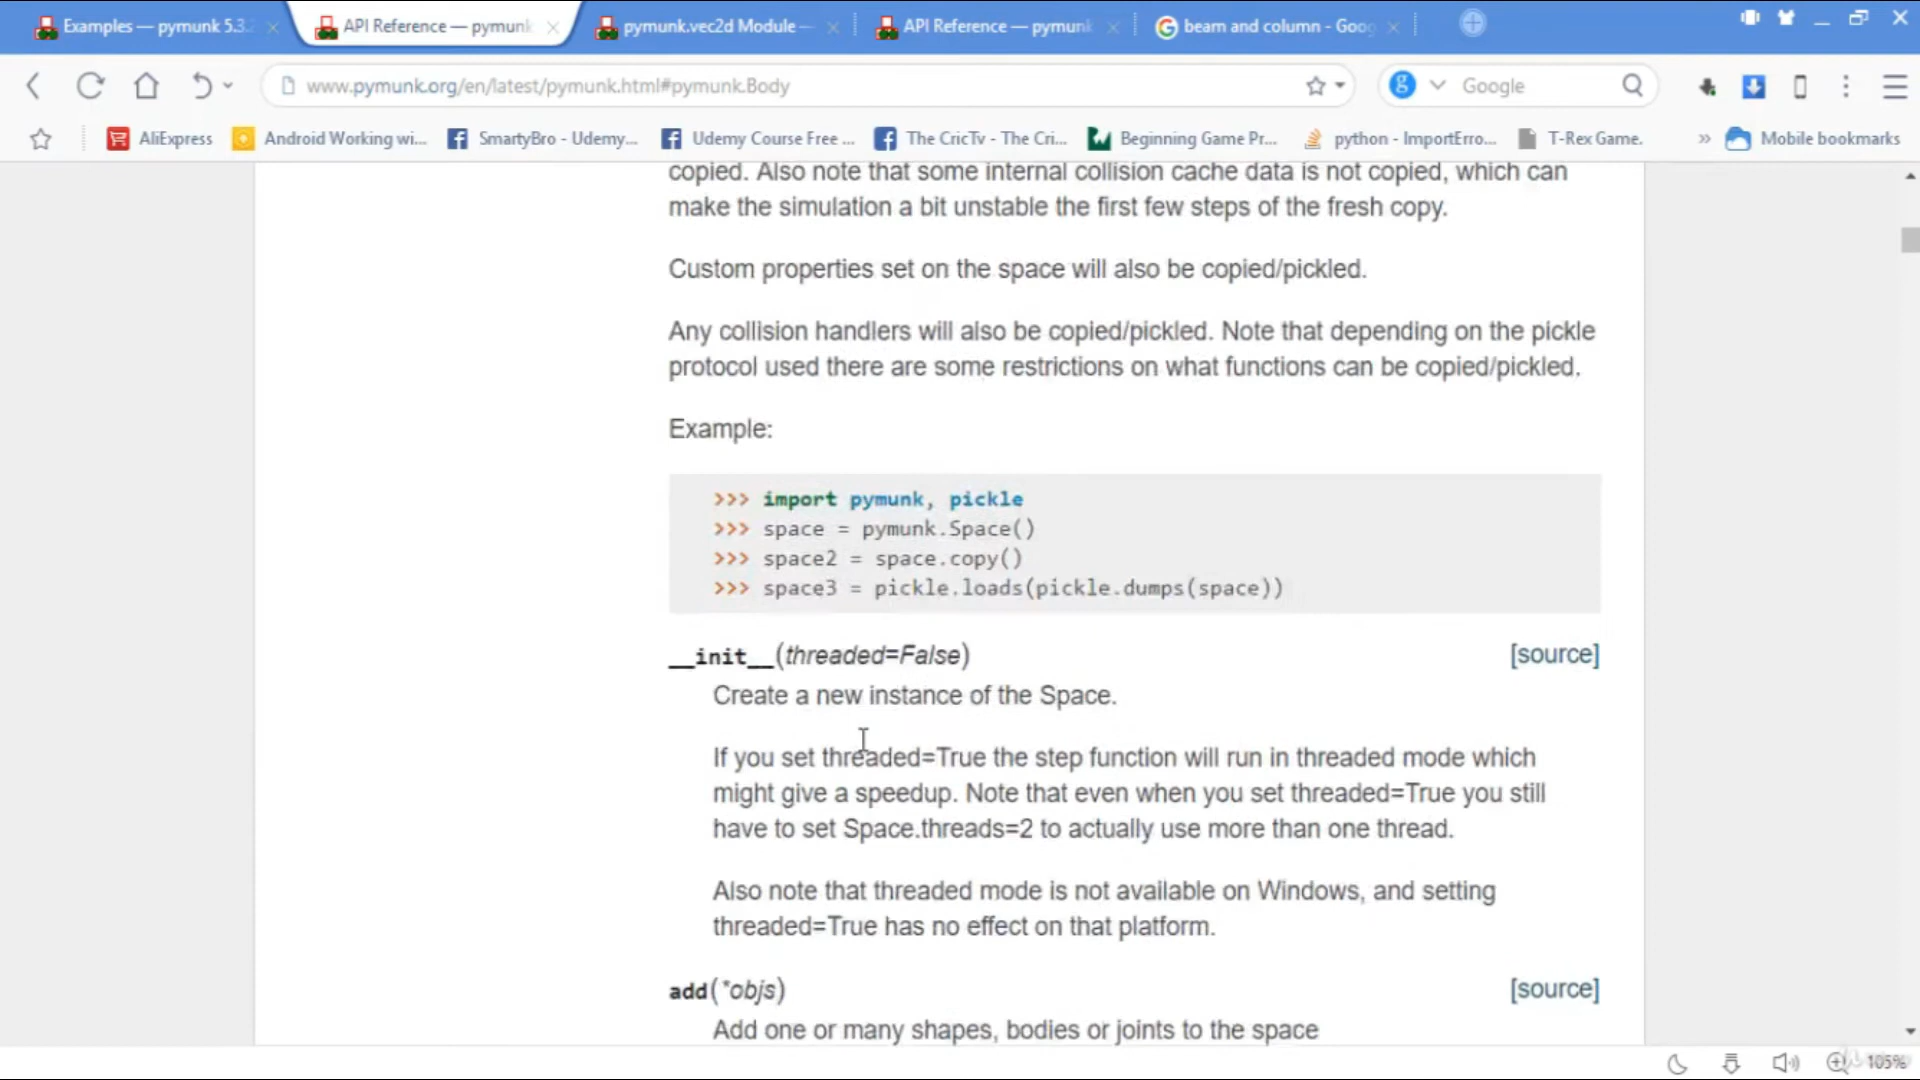 Examples — pymunk 5.3.2
API Reference — pymunk
pymunk.vec2d Module —
API Reference — pymunk
beam and column - Goog
www.pymunk.org/en/latest/pymunk.html#pymunk.Body
Google
AliExpress
Android Working wi...
SmartyBro - Udemy...
Udemy Course Free ...
The CricTv - The Cri...
Beginning Game Pr...
python - ImportErro...
T-Rex Game.
Mobile bookmarks
copied. Also note that some internal collision cache data is not copied, which can
make the simulation a bit unstable the first few steps of the fresh copy.
Custom properties set on the space will also be copied/pickled.
Any collision handlers will also be copied/pickled. Note that depending on the pickle
protocol used there are some restrictions on what functions can be copied/pickled.
Example:
>>> import pymunk, pickle
>>> space = pymunk.Space()
>>> space2 = space.copy()
>>> space3 = pickle.loads(pickle.dumps(space))
__init__(threaded=False) [source]
Create a new instance of the Space.
If you set threaded=True the step function will run in threaded mode which
might give a speedup. Note that even when you set threaded=True you still
have to set Space.threads=2 to actually use more than one thread.
Also note that threaded mode is not available on Windows, and setting
threaded=True has no effect on that platform.
add(*objs) [source]
Add one or many shapes, bodies or joints to the space
105%